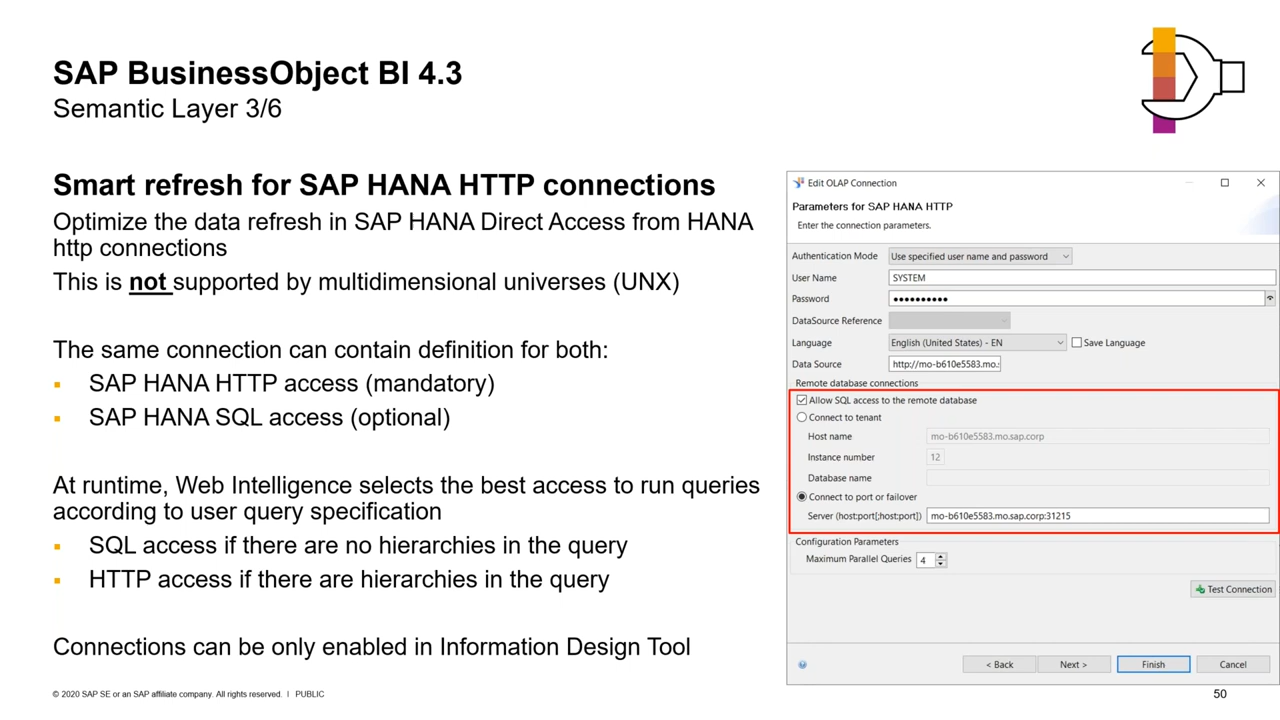 SAP BusinessObject BI 4.3
Semantic Layer 3/6
Smart refresh for SAP HANA HTTP connections
Optimize the data refresh in SAP HANA Direct Access from HANA
http connections
This is not supported by multidimensional universes (UNX)
The same connection can contain definition for both:
▪ SAP HANA HTTP access (mandatory)
▪ SAP HANA SQL access (optional)
At runtime, Web Intelligence selects the best access to run queries
according to user query specification
▪ SQL access if there are no hierarchies in the query
▪ HTTP access if there are hierarchies in the query
Connections can be only enabled in Information Design Tool
Edit OLAP Connection
Parameters for SAP HANA HTTP
Enter the connection parameters.
Authentication Mode Use specified user name and password
User Name SYSTEM
Password ●●●●●●●●●●
DataSource Reference
Language English (United States) - EN Save Language
Data Source http://mo-b610e5583.mo.:
Remote database connections
Allow SQL access to the remote database
Connect to tenant
Host name mo-b610e5583.mo.sap.corp
Instance number 12
Database name
Connect to port or failover
Server (host:port[;host:port]) mo-b610e5583.mo.sap.corp:31215
Configuration Parameters
Maximum Parallel Queries 4
Test Connection
< Back Next > Finish Cancel
© 2020 SAP SE or an SAP affiliate company. All rights reserved. I PUBLIC
50